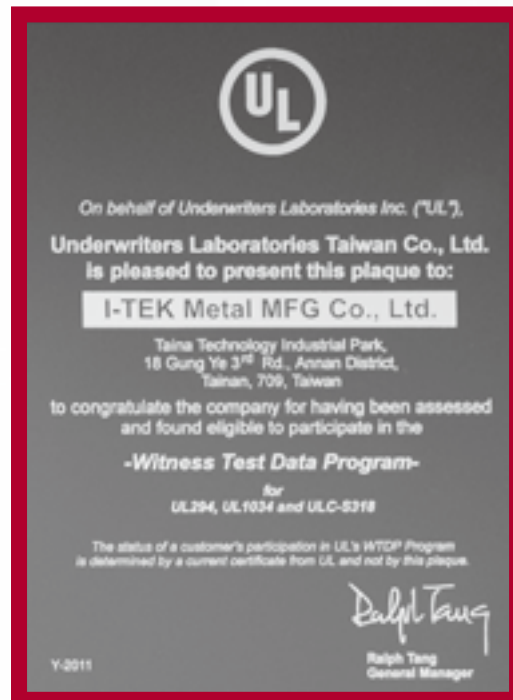 UL
On behalf of Underwriters Laboratories Inc. ("UL"),
Underwriters Laboratories Taiwan Co., Ltd.
is pleased to present this plaque to:
I-TEK Metal MFG Co., Ltd.
Taina Technology Industrial Park,
18 Gung Ye 3rd Rd., Annan District,
Tainan, 709, Taiwan
to congratulate the company for having been assessed
and found eligible to participate in the
-Witness Test Data Program-
for
UL294, UL1034 and ULC-S318
The status of a customer's participation in UL's WTDP Program
is determined by a current certificate from UL and not by this plaque.
Ralph Tang
Ralph Tang
General Manager
Y-2011